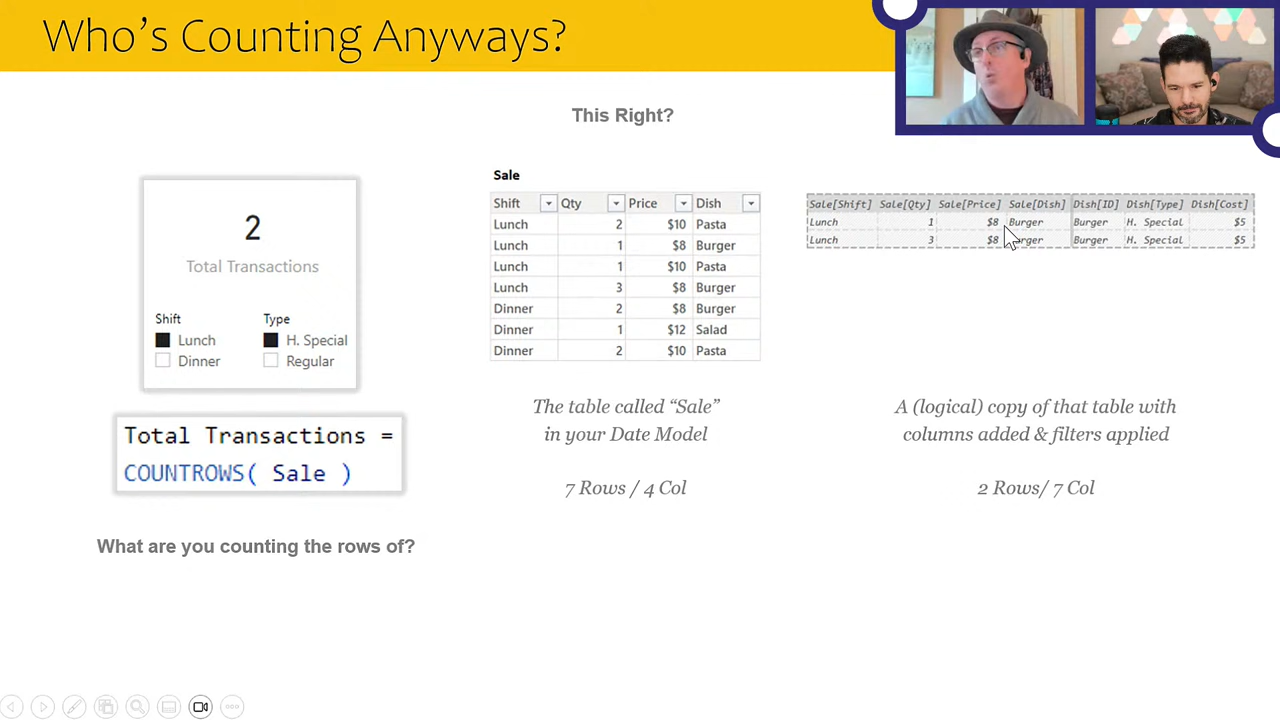 Who's Counting Anyways?
This Right?
2
Total Transactions
Shift Type
Lunch H. Special
Dinner Regular
Total Transactions =
COUNTROWS( Sale )
What are you counting the rows of?
Sale
Shift Qty Price Dish
Lunch 2 $10 Pasta
Lunch 1 $8 Burger
Lunch 1 $10 Pasta
Lunch 3 $8 Burger
Dinner 2 $8 Burger
Dinner 1 $12 Salad
Dinner 2 $10 Pasta
The table called “Sale”
in your Date Model
7 Rows / 4 Col
Sale[Shift] Sale[Qty] Sale[Price] Sale[Dish] Dish[ID] Dish[Type] Dish[Cost]
Lunch 1 $8 Burger Burger H. Special $5
Lunch 3 $8 Burger Burger H. Special $5
A (logical) copy of that table with
columns added & filters applied
2 Rows/ 7 Col